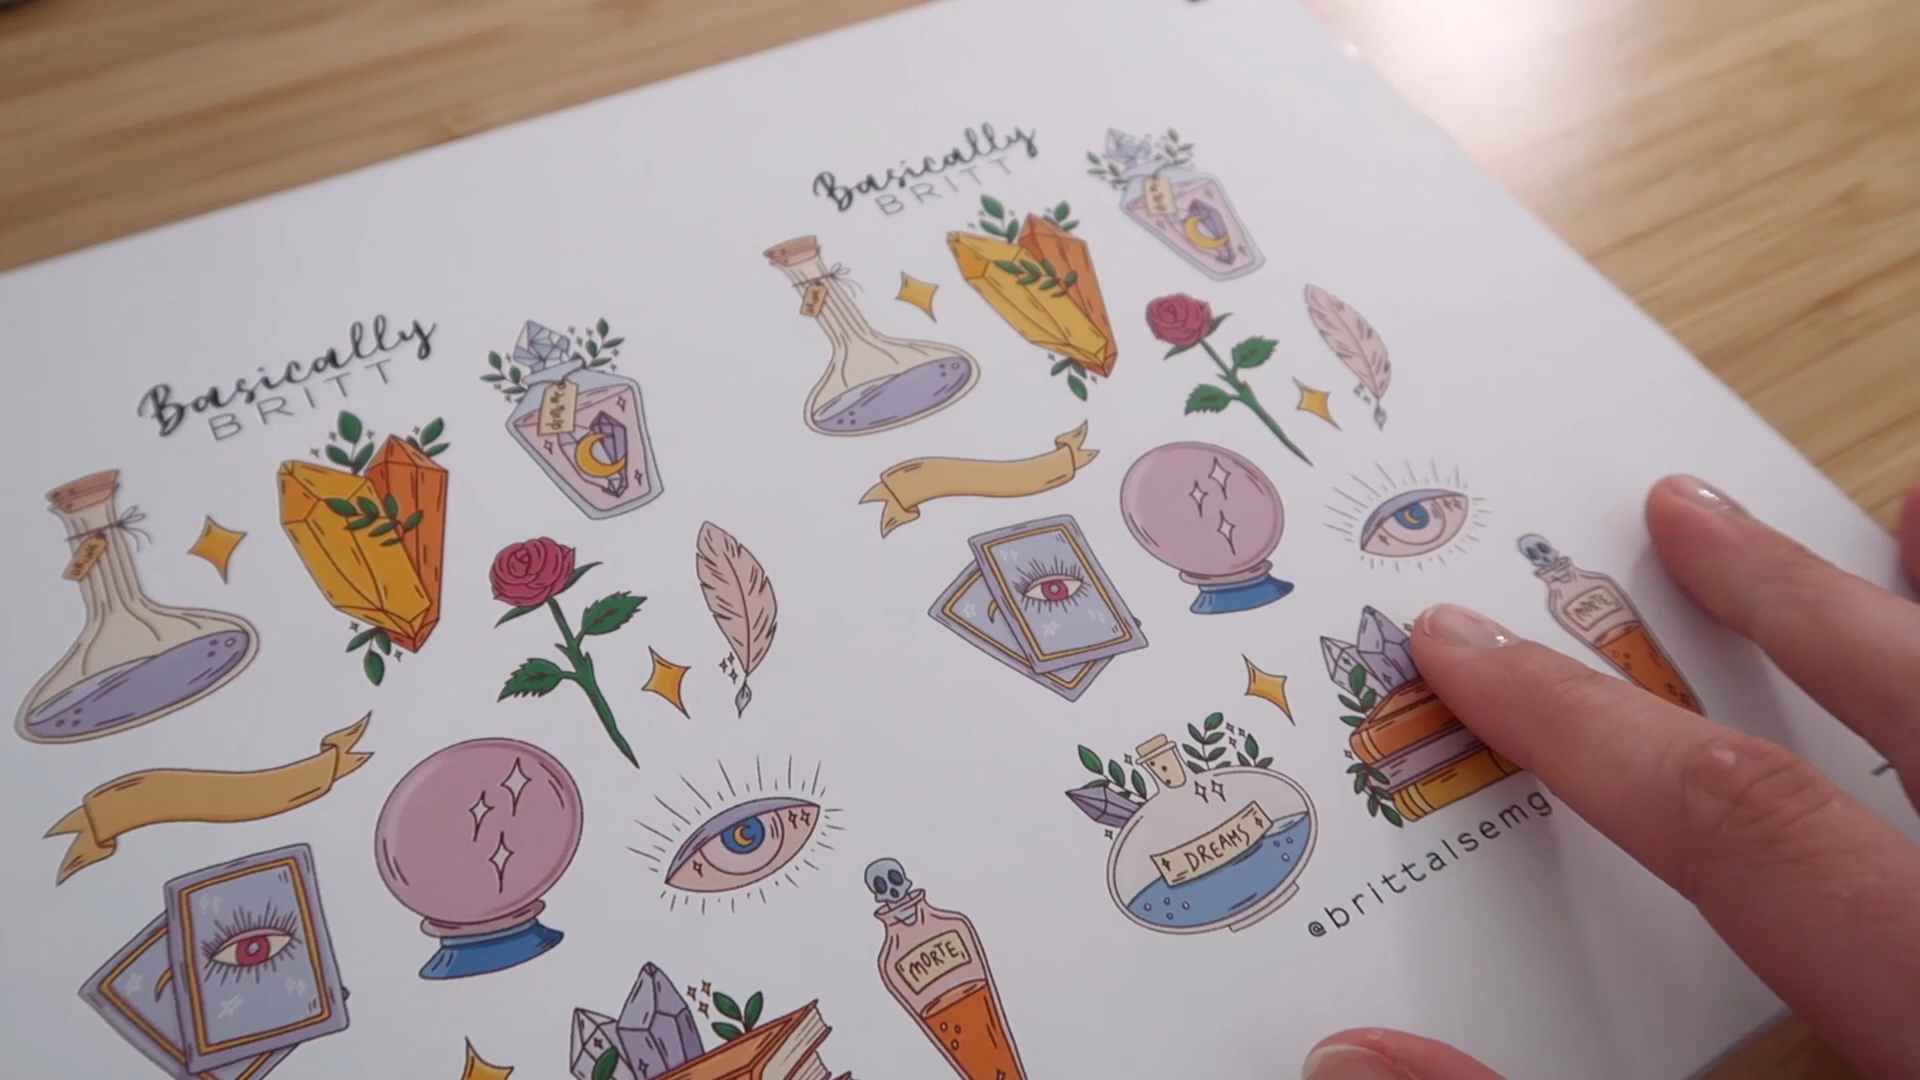 Basically
BRITT
MORTE
Basically
BRITT
MORTE
DREAMS
@brittalsemg